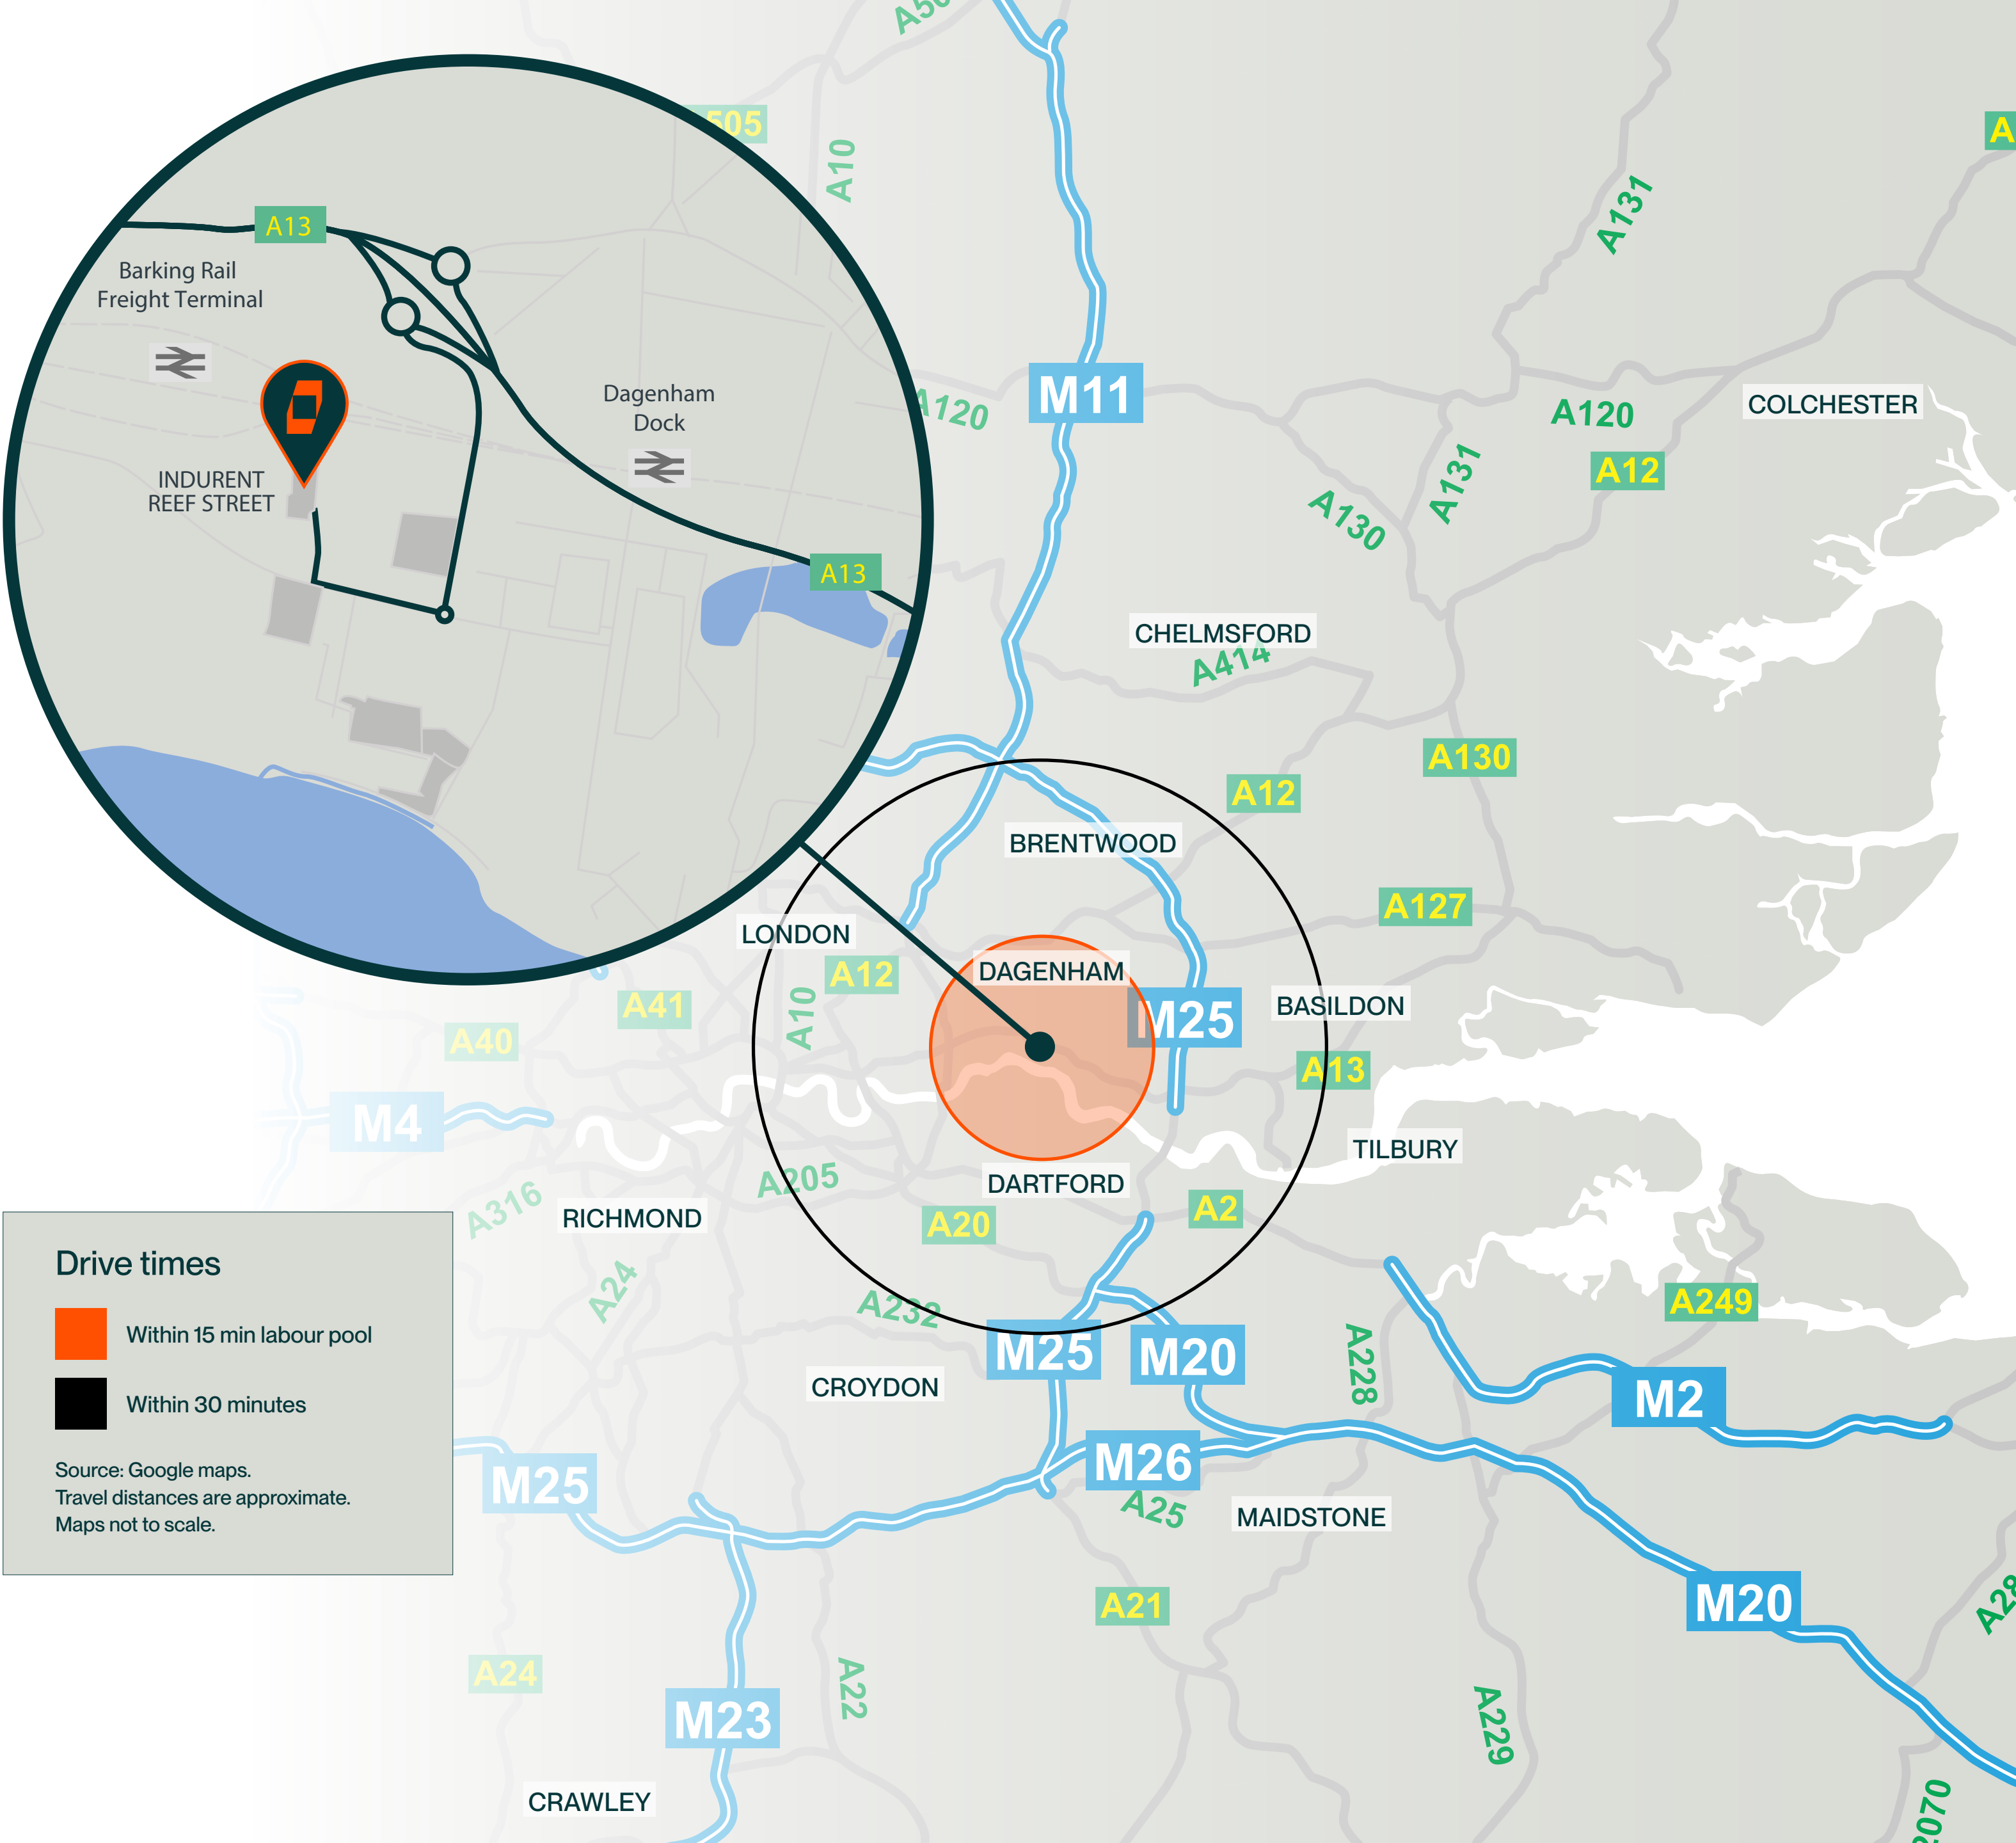 A50
505
A10
A131
A
A13
Barking Rail
Freight Terminal
Dagenham
Dock
INDURENT
REEF STREET
A13
M11
A120
A120
COLCHESTER
A12
A131
A130
CHELMSFORD
A414
A130
A12
BRENTWOOD
A127
LONDON
A12
DAGENHAM
A41
A10
M25
BASILDON
A40
A13
M4
TILBURY
A205
DARTFORD
A316
RICHMOND
A20
A2
A24
A232
A249
M25
M20
A228
CROYDON
M2
M26
M25
A25
MAIDSTONE
A21
M20
A28
A24
A22
M23
A229
CRAWLEY
2070
Drive times
Within 15 min labour pool
Within 30 minutes
Source: Google maps.
Travel distances are approximate.
Maps not to scale.